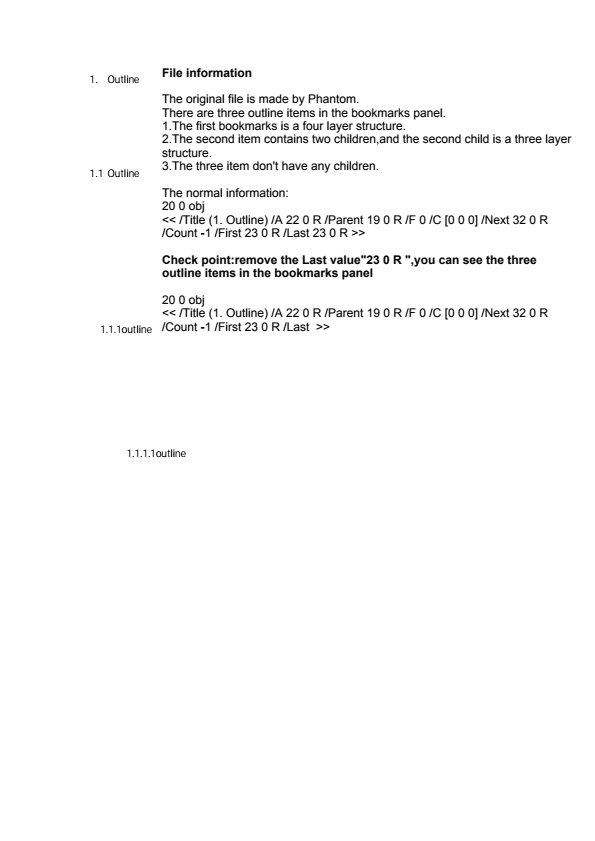 File information
1. Outline
The original file is made by Phantom.
There are three outline items in the bookmarks panel.
1.The first bookmarks is a four layer structure.
2.The second item contains two children,and the second child is a three layer
structure.
3.The three item don't have any children.
1.1 Outline
The normal information:
20 0 obj
<< /Title (1. Outline) /A 22 0 R /Parent 19 0 R /F 0 /C [0 0 0] /Next 32 0 R
/Count -1 /First 23 0 R /Last 23 0 R >>
Check point:remove the Last value"23 0 R ",you can see the three
outline items in the bookmarks panel
20 0 obj
<< /Title (1. Outline) /A 22 0 R /Parent 19 0 R /F 0 /C [0 0 0] /Next 32 0 R
/Count -1 /First 23 0 R /Last  >>
1.1.1outline
1.1.1.1outline